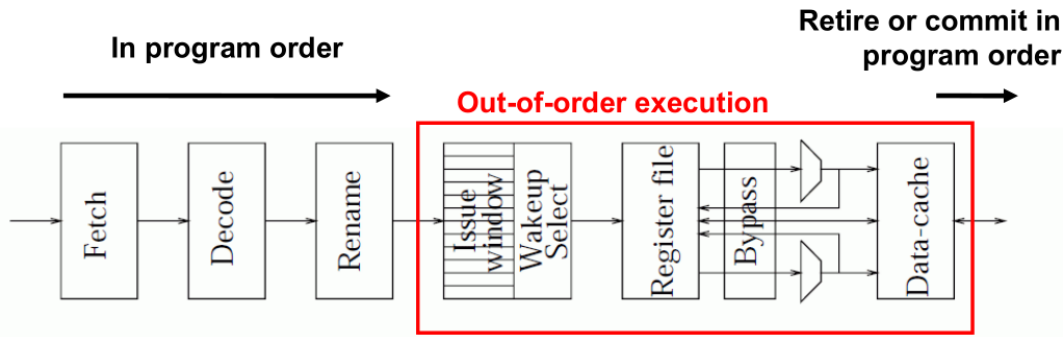 Retire or commit in
program order
In program order
Out-of-order execution
Fetch
Decode
Rename
Issue
window
Wakeup
Select
Register file
Bypass
Data-cache